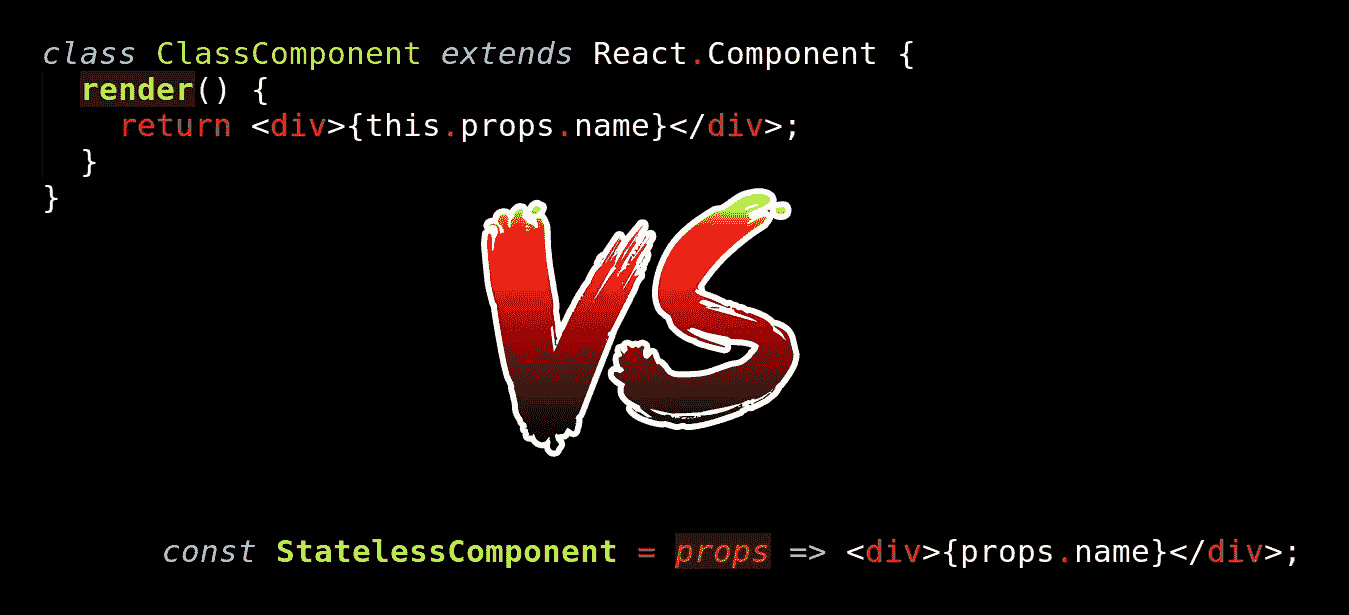 class ClassComponent extends React.Component {
  render() {
    return <div>{this.props.name}</div>;
  }
}
VS
const StatelessComponent = props => <div>{props.name}</div>;